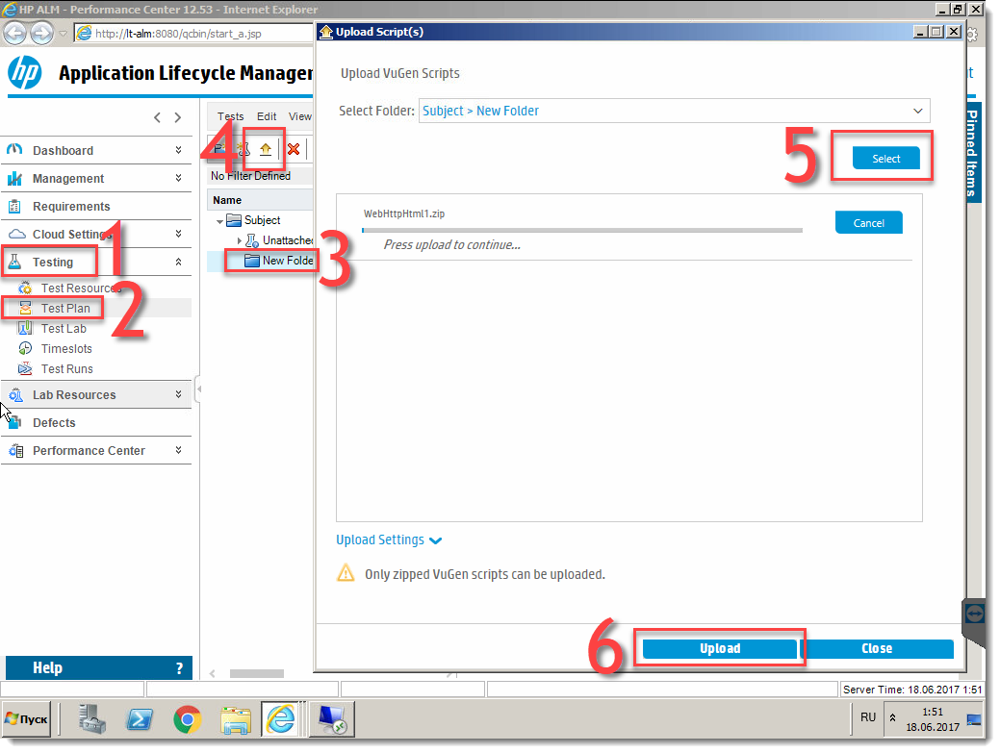 HP ALM - Performance Center 12.53 - Internet Explorer
http://lt-alm:8080/qcbin/start_a.jsp
hp
Application Lifecycle Manager
Dashboard
Management
Requirements
Cloud Settings
Testing
1
Test Resources
Test Plan
2
Test Lab
Timeslots
Test Runs
Lab Resources
Defects
Performance Center
Help ?
Tests Edit View
4
No Filter Defined
Name
Subject
Unattached
New Folde
3
Upload Script(s)
Upload VuGen Scripts
Select Folder: Subject > New Folder
5
Select
WebHttpHtml1.zip
Cancel
Press upload to continue...
Upload Settings
Only zipped VuGen scripts can be uploaded.
6
Upload
Close
Pinned Items
Server Time: 18.06.2017 1:51
Пуск
RU
1:51
18.06.2017